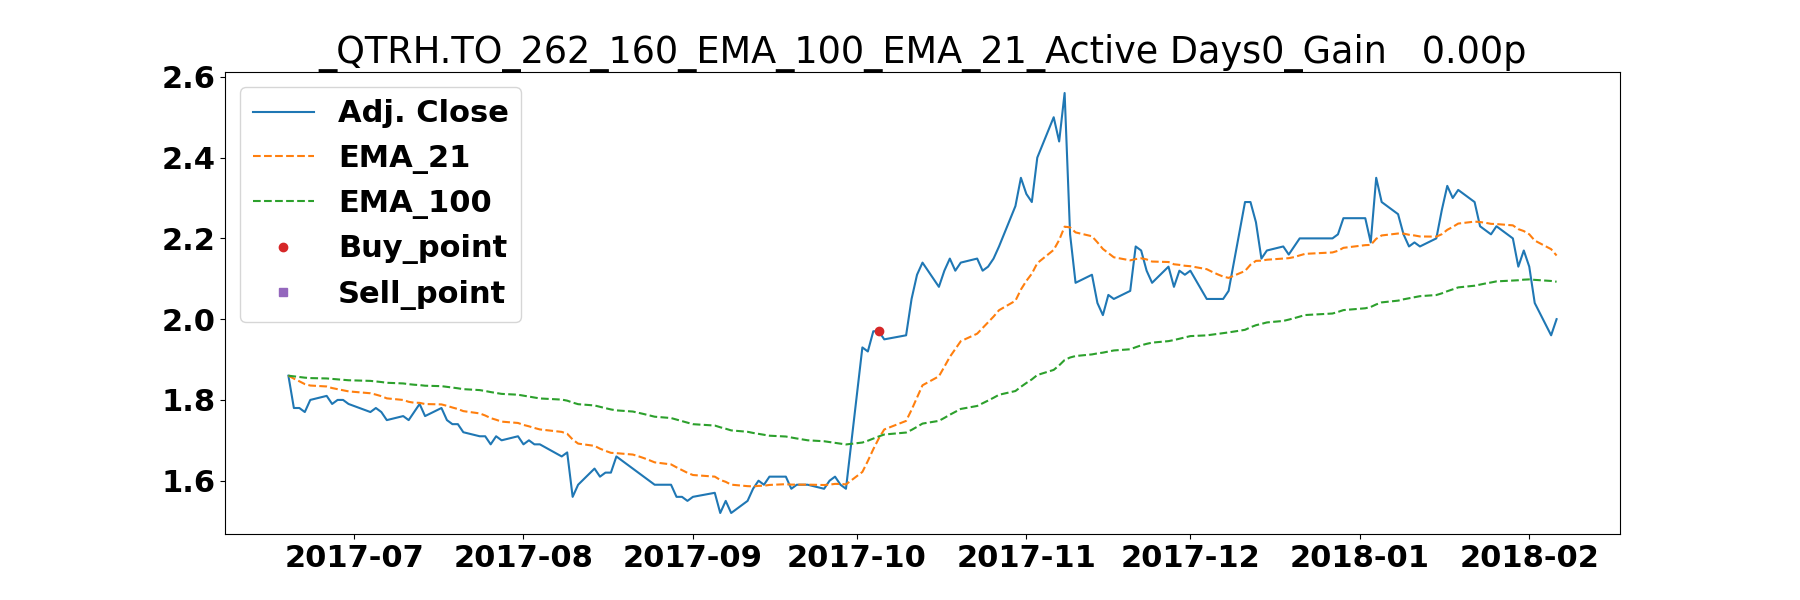 _QTRH.TO_262_160_EMA_100_EMA_21_Active Days0_Gain   0.00p
2.6
2.4
2.2
2.0
1.8
1.6
Adj. Close
EMA_21
EMA_100
Buy_point
Sell_point
2017-07 2017-08 2017-09 2017-10 2017-11 2017-12 2018-01 2018-02